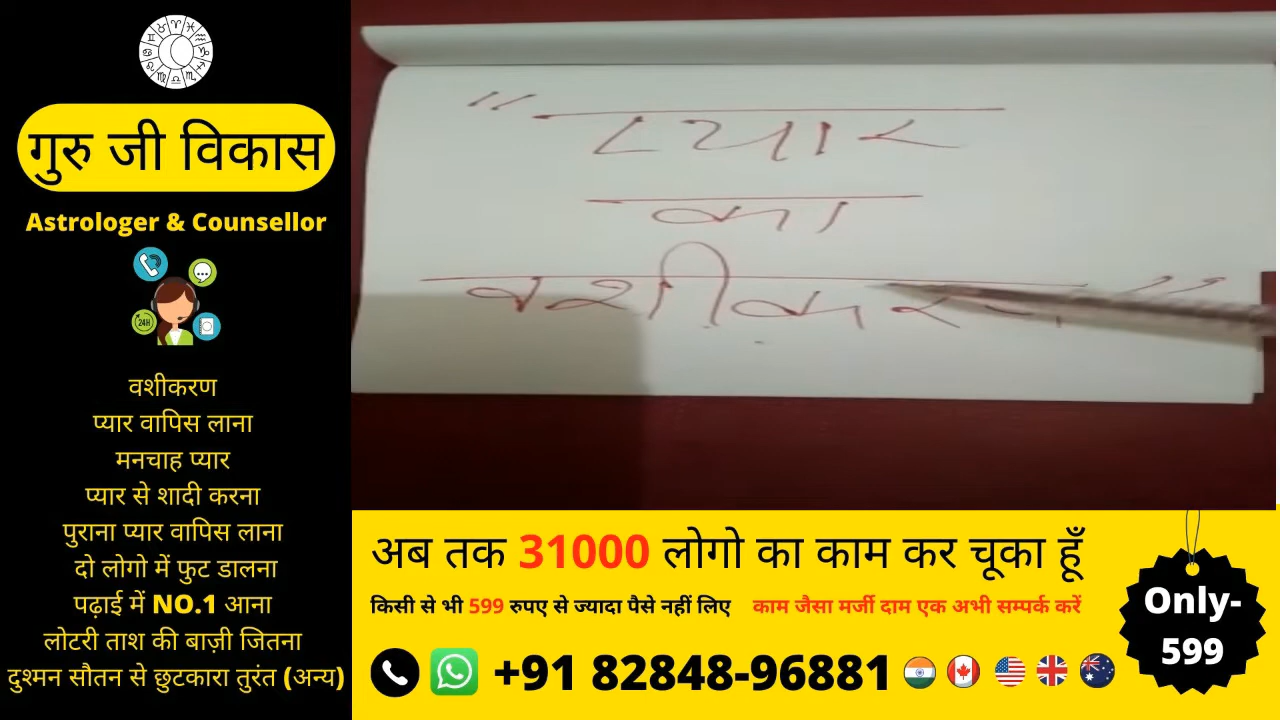 गुरु जी विकास
Astrologer & Counsellor
24H
वशीकरण
प्यार वापिस लाना
मनचाह प्यार
प्यार से शादी करना
पुराना प्यार वापिस लाना
दो लोगो में फुट डालना
पढ़ाई में NO.1 आना
लोटरी ताश की बाज़ी जितना
दुश्मन सौतन से छुटकारा तुरंत (अन्य)
"प्यार
का
वशीकरण"
अब तक 31000 लोगो का काम कर चूका हूँ
किसी से भी 599 रुपए से ज्यादा पैसे नहीं लिए काम जैसा मर्जी दाम एक अभी सम्पर्क करें
+91 82848-96881
Only-
599